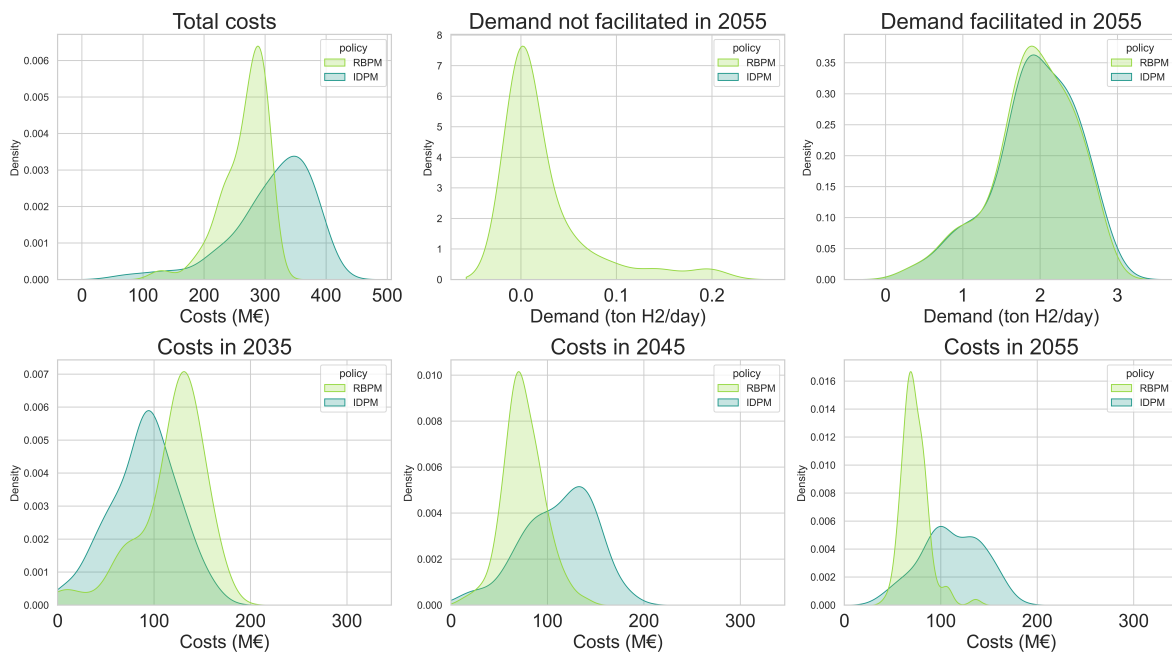 Total costs
Density
0.006
0.005
0.004
0.003
0.002
0.001
0.000
policy
RBPM
IDPM
0 100 200 300 400 500
Costs (M€)
Demand not facilitated in 2055
Density
8
7
6
5
4
3
2
1
0
policy
RBPM
IDPM
0.0 0.1 0.2
Demand (ton H2/day)
Demand facilitated in 2055
Density
0.35
0.30
0.25
0.20
0.15
0.10
0.05
0.00
policy
RBPM
IDPM
0 1 2 3
Demand (ton H2/day)
Costs in 2035
Density
0.007
0.006
0.005
0.004
0.003
0.002
0.001
0.000
policy
RBPM
IDPM
0 100 200 300
Costs (M€)
Costs in 2045
Density
0.010
0.008
0.006
0.004
0.002
0.000
policy
RBPM
IDPM
0 100 200 300
Costs (M€)
Costs in 2055
Density
0.016
0.014
0.012
0.010
0.008
0.006
0.004
0.002
0.000
policy
RBPM
IDPM
0 100 200 300
Costs (M€)